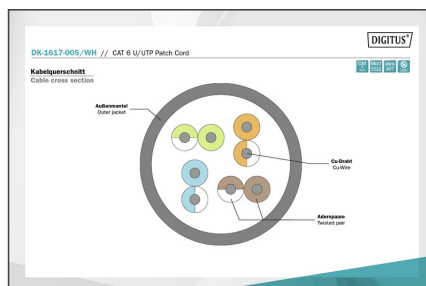 DIGITUS®
DK-1617-005/WH // CAT 6 U/UTP Patch Cord
Kabelquerschnitt
Cable cross section
Außenmantel
Outer jacket
Cu-Draht
Cu-Wire
Adernpaare
Twisted pair